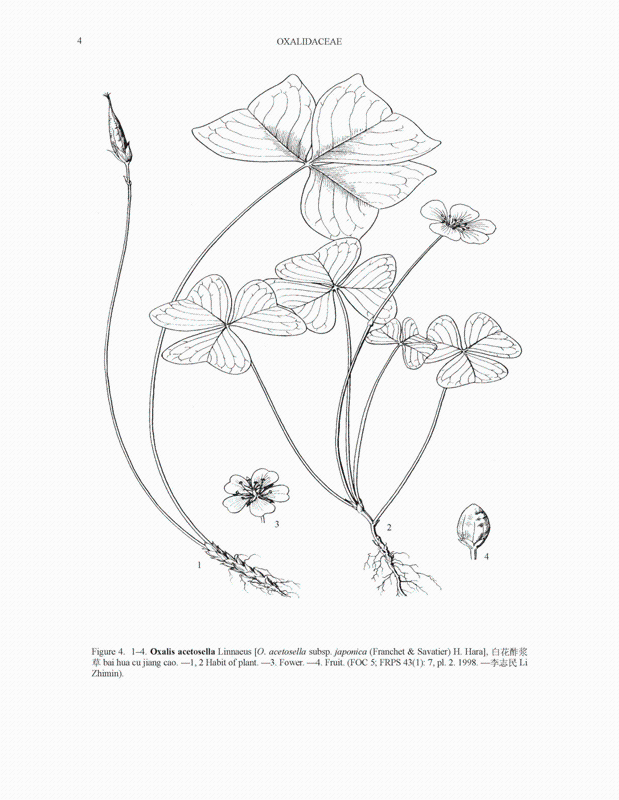 4
OXALIDACEAE
3
2
4
1
Figure 4. 1–4. Oxalis acetosella Linnaeus [O. acetosella subsp. japonica (Franchet & Savatier) H. Hara], 白花酢浆
草 bai hua cu jiang cao. —1, 2 Habit of plant. —3. Fower. —4. Fruit. (FOC 5; FRPS 43(1): 7, pl. 2. 1998. —李志民 Li
Zhimin).